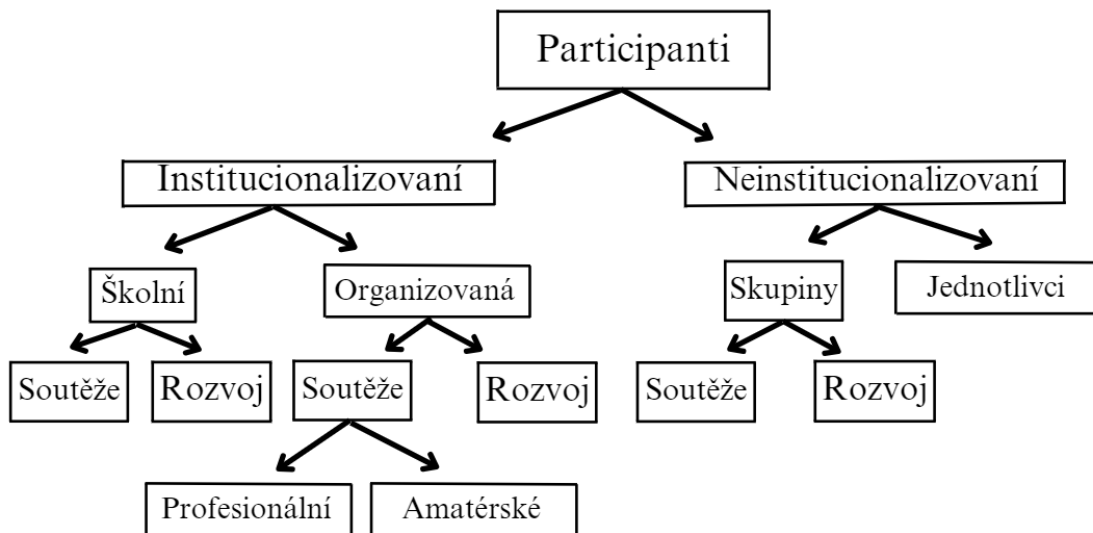 Participanti
Institucionalizovaní
Neinstitucionalizovaní
Školní
Organizovaná
Skupiny
Jednotlivci
Soutěže
Rozvoj
Soutěže
Rozvoj
Soutěže
Rozvoj
Profesionální
Amatérské